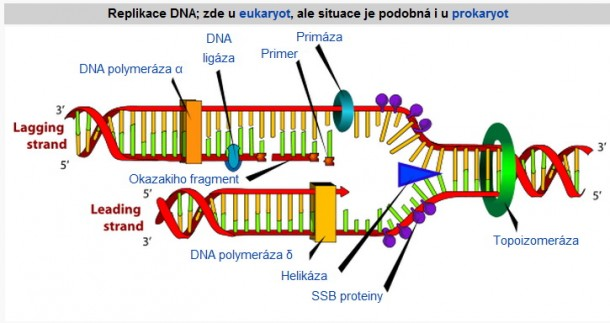 Replikace DNA; zde u eukaryot, ale situace je podobná i u prokaryot
DNA
ligáza
Primáza
Primer
DNA polymeráza α
3’
Lagging
strand
5’
Okazakiho fragment
5’
Leading
strand
3’
DNA polymeráza δ
Helikáza
SSB proteiny
Topoizomeráza
3’
5’